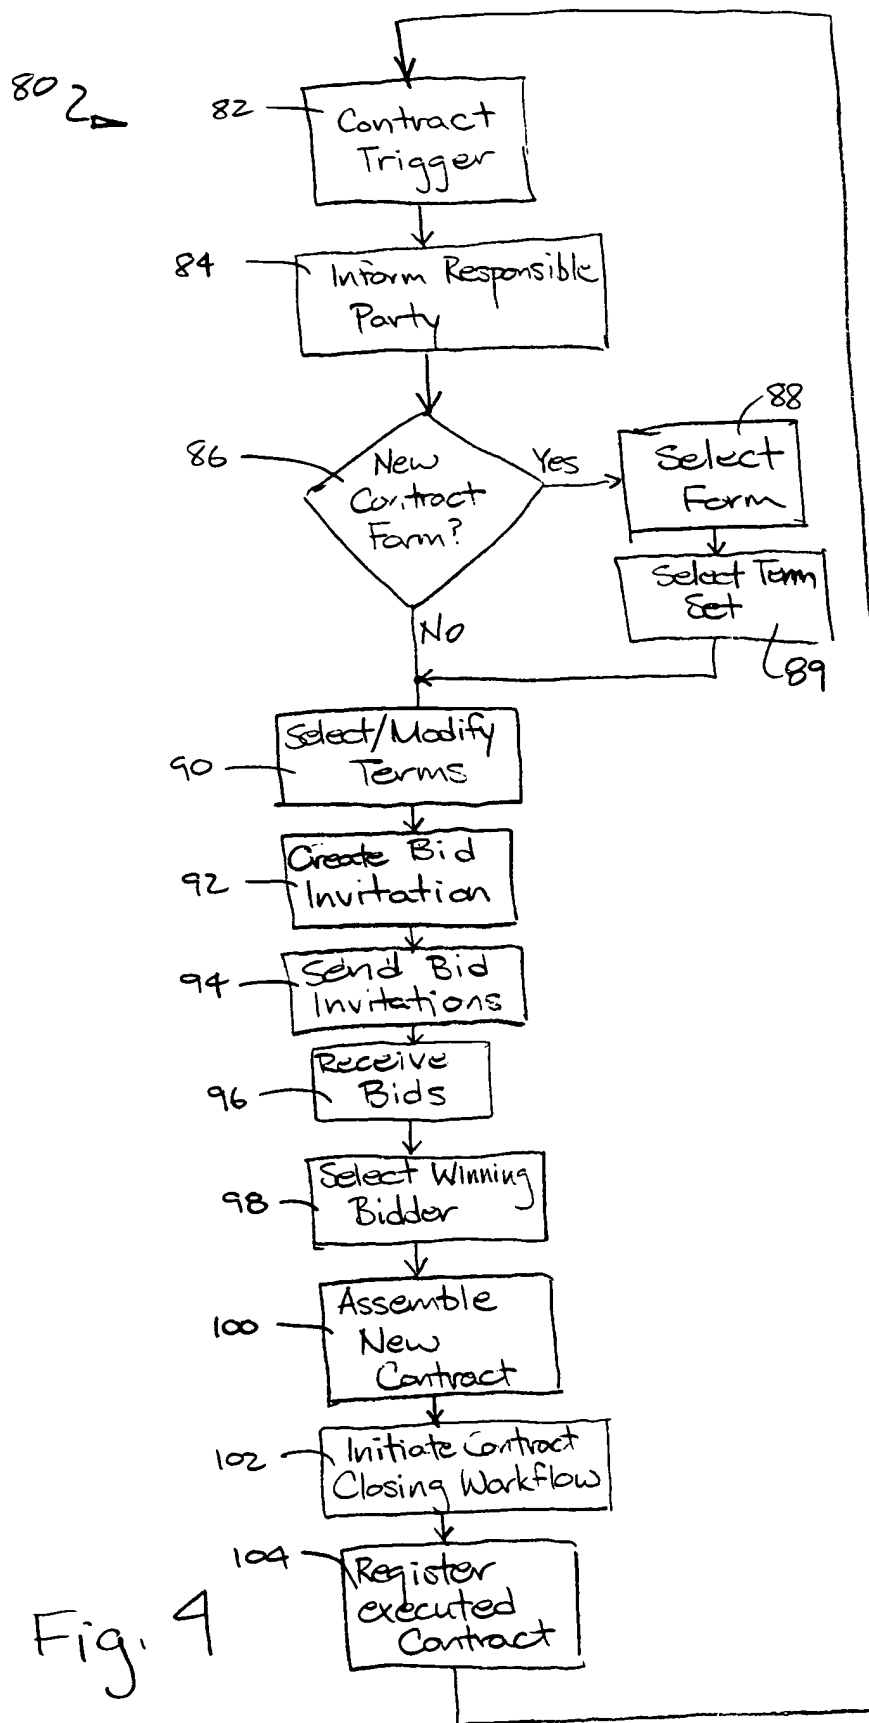 80
82
Contract
Trigger
84
Inform Responsible
Party
86
New
Contract
Form?
Yes
88
Select
Form
Select Term
Set
89
No
90
Select/Modify
Terms
92
Create Bid
Invitation
94
Send Bid
Invitations
96
Receive
Bids
98
Select Winning
Bidder
100
Assemble
New
Contract
102
Initiate Contract
Closing Workflow
104
Register
executed
Contract
Fig. 4